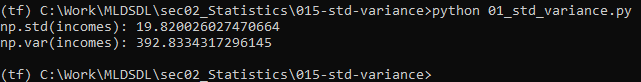 (tf) C:\Work\MLDSDL\sec02_Statistics\015-std-variance>python 01_std_variance.py
np.std(incomes): 19.820026027470664
np.var(incomes): 392.8334317296145
(tf) C:\Work\MLDSDL\sec02_Statistics\015-std-variance>